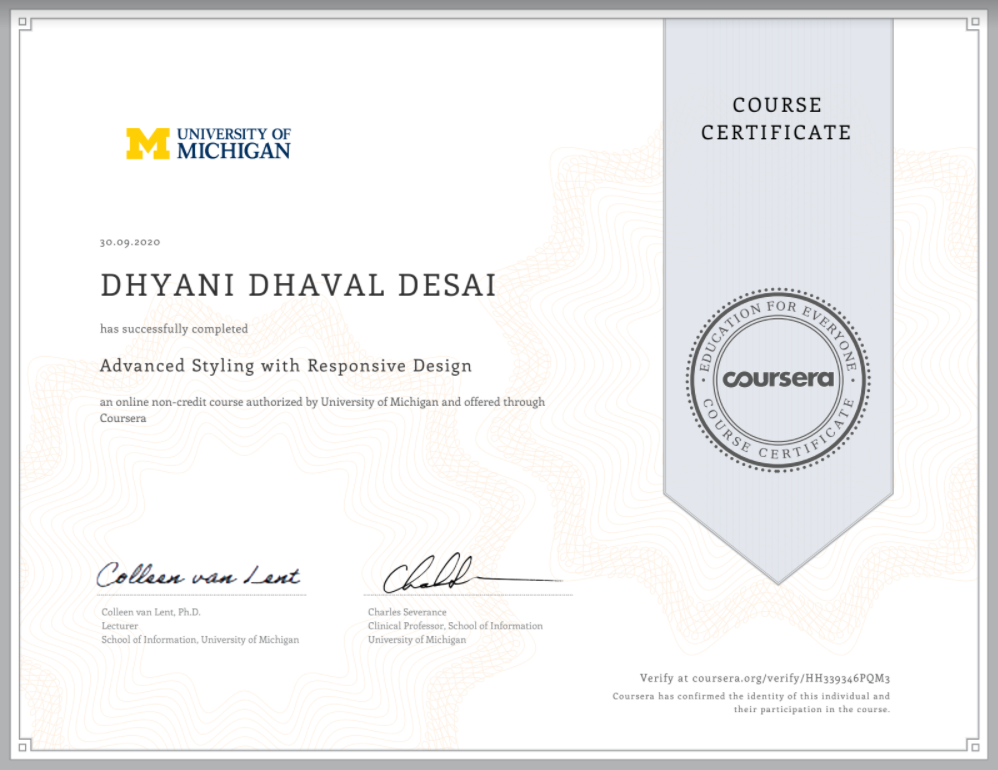 COURSE
CERTIFICATE
UNIVERSITY OF
MICHIGAN
30.09.2020
DHYANI DHAVAL DESAI
has successfully completed
Advanced Styling with Responsive Design
an online non-credit course authorized by University of Michigan and offered through
Coursera
EDUCATION FOR EVERYONE
coursera
COURSE CERTIFICATE
Colleen van Lent
Colleen van Lent, Ph.D.
Lecturer
School of Information, University of Michigan
Charles Severance
Clinical Professor, School of Information
University of Michigan
Verify at coursera.org/verify/HH339346PQM3
Coursera has confirmed the identity of this individual and
their participation in the course.